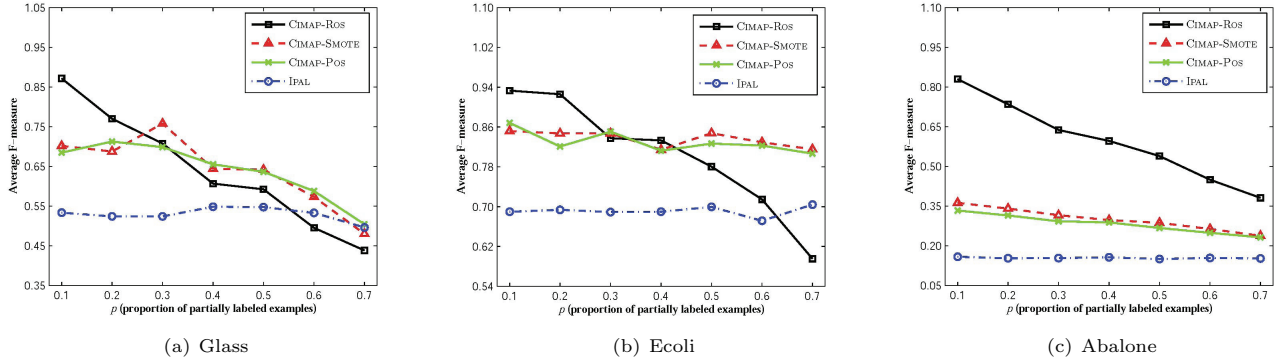 1.05
0.95
0.85
0.75
0.65
0.55
0.45
0.35
Average F-measure
CIMAP-ROS
CIMAP-SMOTE
CIMAP-POS
IPAL
0.1 0.2 0.3 0.4 0.5 0.6 0.7
p (proportion of partially labeled examples)
(a) Glass
1.10
1.02
0.94
0.86
0.78
0.70
0.62
0.54
Average F-measure
CIMAP-ROS
CIMAP-SMOTE
CIMAP-POS
IPAL
0.1 0.2 0.3 0.4 0.5 0.6 0.7
p (proportion of partially labeled examples)
(b) Ecoli
1.10
0.95
0.80
0.65
0.50
0.35
0.20
0.05
Average F-measure
CIMAP-ROS
CIMAP-SMOTE
CIMAP-POS
IPAL
0.1 0.2 0.3 0.4 0.5 0.6 0.7
p (proportion of partially labeled examples)
(c) Abalone